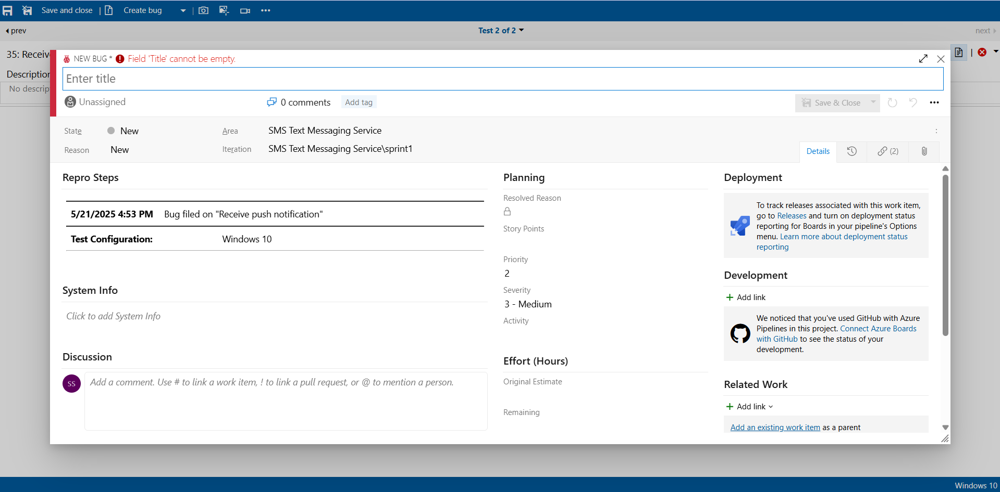 Save and close | Create bug |
prev
Test 2 of 2
next
35: Receiv
Description
No descrip
NEW BUG * Field 'Title' cannot be empty.
Enter title
Unassigned
0 comments
Add tag
Save & Close
State
New
Area
SMS Text Messaging Service
Reason
New
Iteration
SMS Text Messaging Service\sprint1
Details
(2)
Repro Steps
5/21/2025 4:53 PM Bug filed on "Receive push notification"
Test Configuration: Windows 10
System Info
Click to add System Info
Discussion
SS
Add a comment. Use # to link a work item, ! to link a pull request, or @ to mention a person.
Planning
Resolved Reason
Story Points
Priority
2
Severity
3 - Medium
Activity
Effort (Hours)
Original Estimate
Remaining
Deployment
To track releases associated with this work item,
go to Releases and turn on deployment status
reporting for Boards in your pipeline's Options
menu. Learn more about deployment status
reporting
Development
Add link
We noticed that you've used GitHub with Azure
Pipelines in this project. Connect Azure Boards
with GitHub to see the status of your
development.
Related Work
Add link
Add an existing work item as a parent
Windows 10